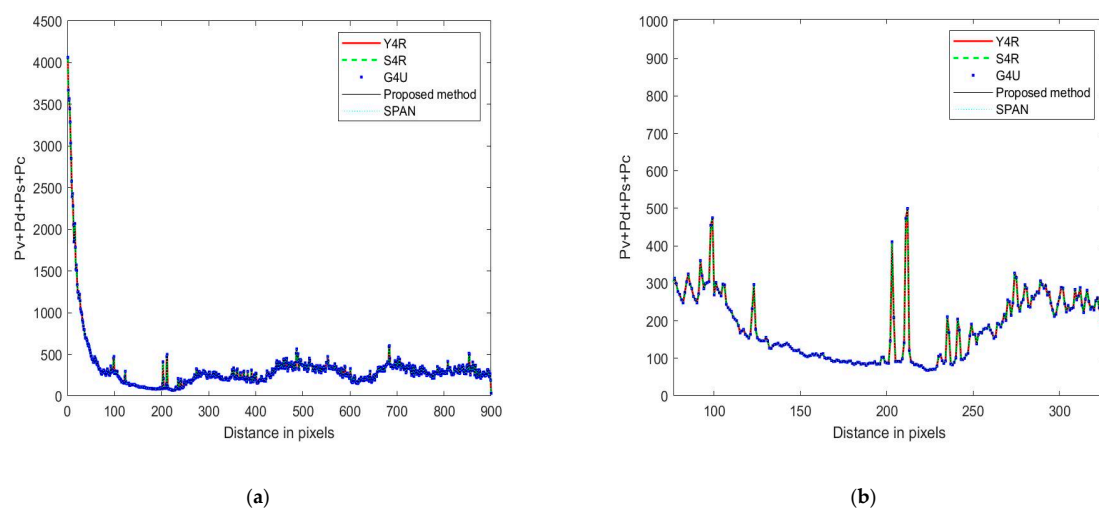 4500
4000
3500
3000
2500
2000
1500
1000
500
0
Pv+Pd+Ps+Pc
0 100 200 300 400 500 600 700 800 900
Distance in pixels
Y4R
S4R
G4U
Proposed method
SPAN
(a)
1000
900
800
700
600
500
400
300
200
100
0
Pv+Pd+Ps+Pc
100 150 200 250 300
Distance in pixels
Y4R
S4R
G4U
Proposed method
SPAN
(b)